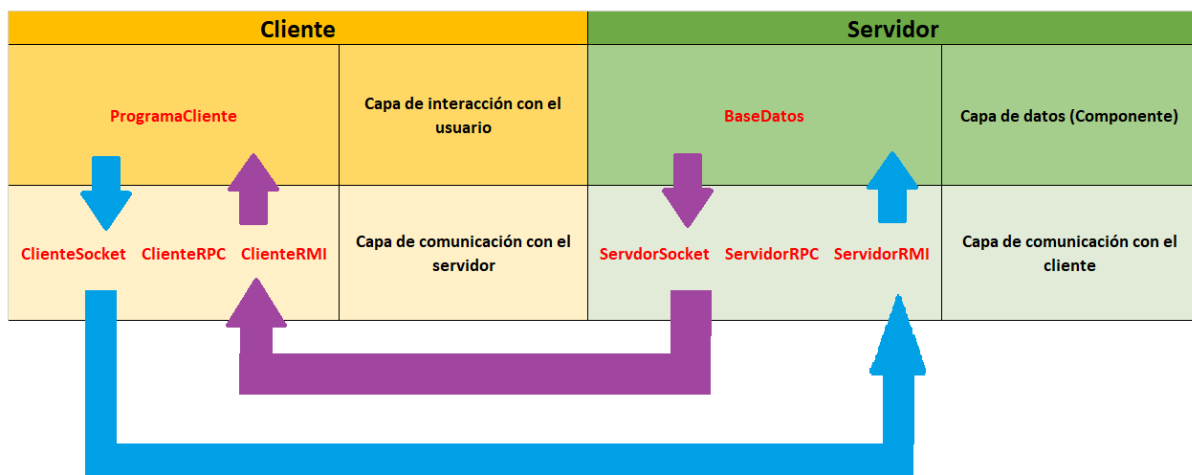 Cliente
Servidor
ProgramaCliente
Capa de interacción con el
usuario
BaseDatos
Capa de datos (Componente)
ClienteSocket ClienteRPC ClienteRMI
Capa de comunicación con el
servidor
ServdorSocket ServidorRPC ServidorRMI
Capa de comunicación con el
cliente